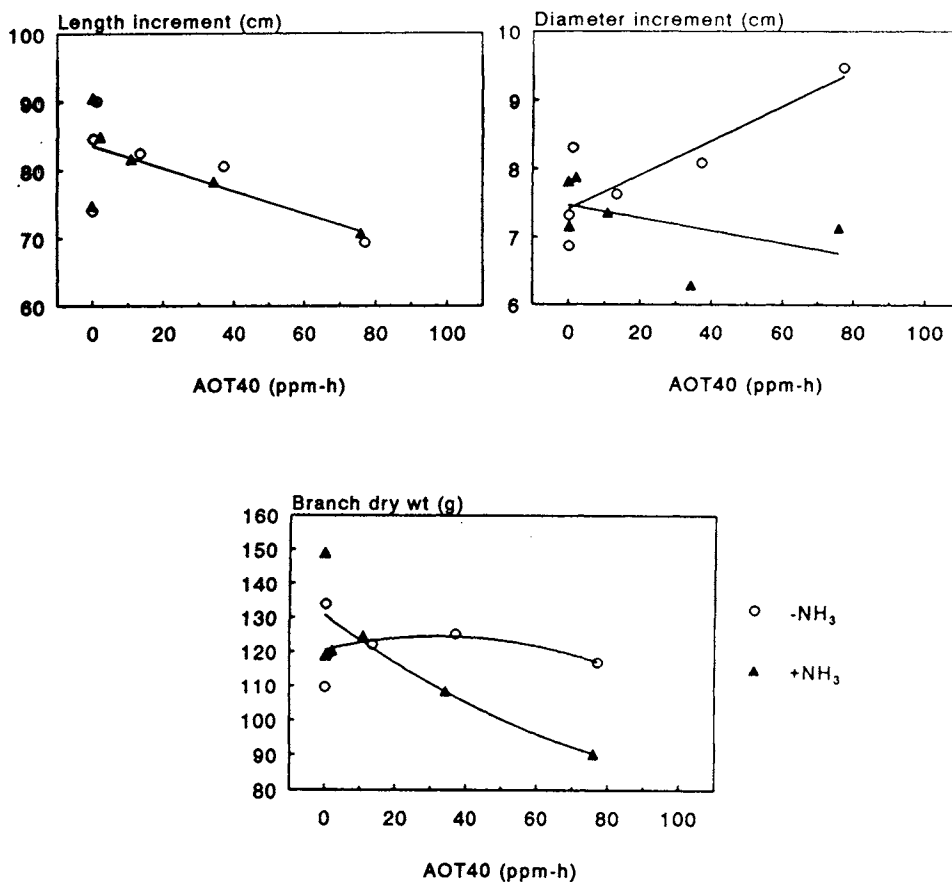 Length increment (cm)
100
90
80
70
60
0 20 40 60 80 100
AOT40 (ppm-h)
Diameter increment (cm)
10
9
8
7
6
0 20 40 60 80 100
AOT40 (ppm-h)
Branch dry wt (g)
160
150
140
130
120
110
100
90
80
0 20 40 60 80 100
AOT40 (ppm-h)
-NH₃
+NH₃